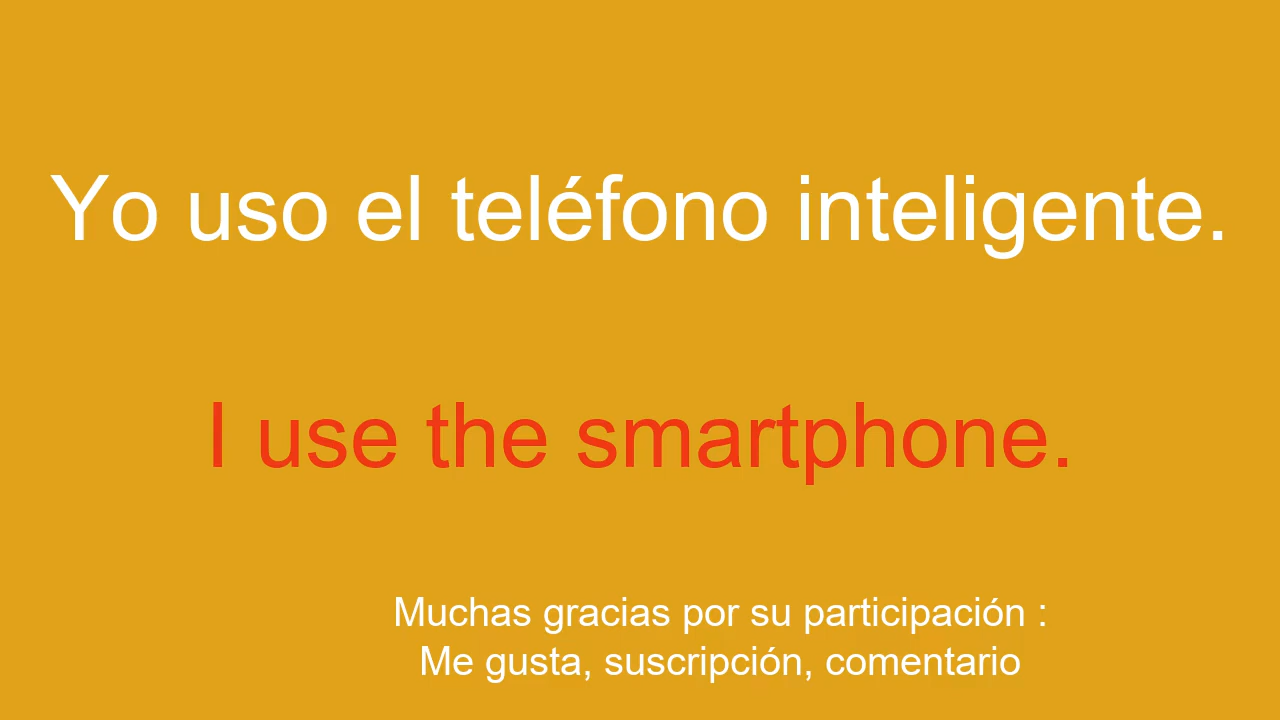 Yo uso el teléfono inteligente.
I use the smartphone.
Muchas gracias por su participación :
Me gusta, suscripción, comentario